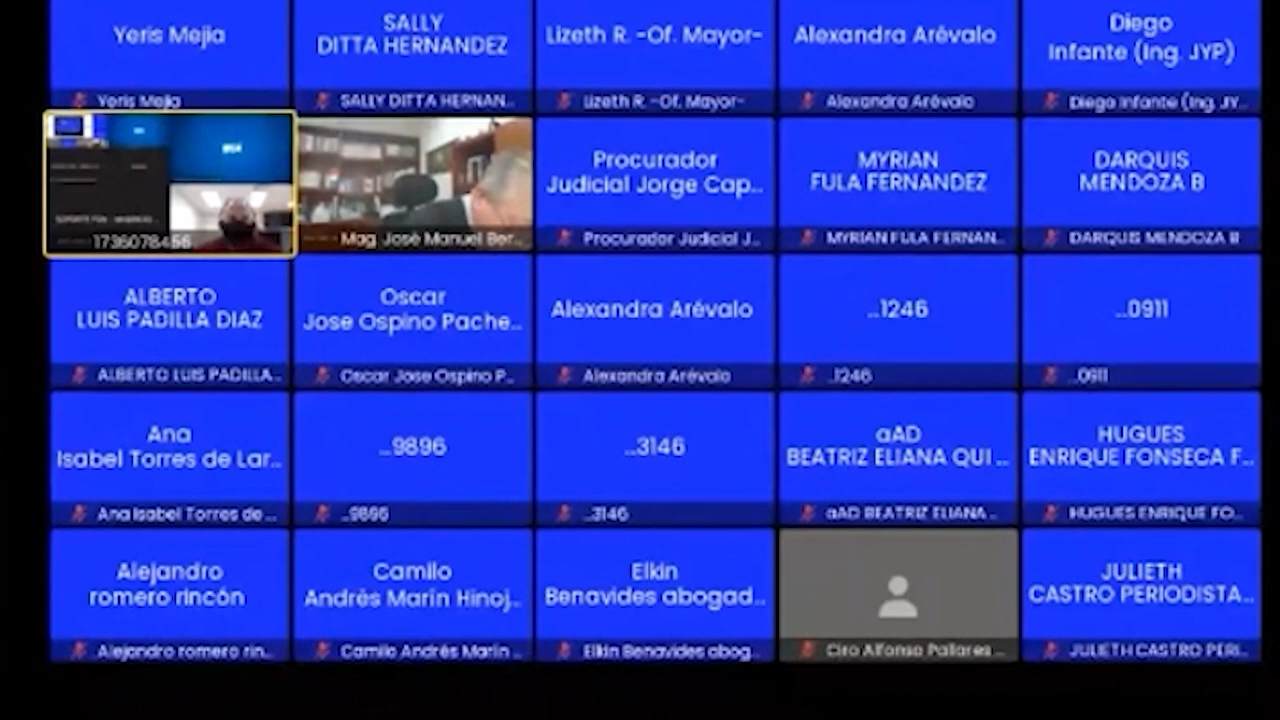 Yeris Mejia
SALLY
DITTA HERNANDEZ
Lizeth R. -Of. Mayor-
Alexandra Arévalo
Diego
Infante (Ing. JYP)
Yeris Mejia
SALLY DITTA HERNAN...
Lizeth R. -Of. Mayor-
Alexandra Arévalo
Diego Infante (Ing. JY...
Procurador
Judicial Jorge Cap...
MYRIAN
FULA FERNANDEZ
DARQUIS
MENDOZA B
1736078456
Mag José Manuel Ber...
Procurador Judicial J...
MYRIAN FULA FERNAN...
DARQUIS MENDOZA B
ALBERTO
LUIS PADILLA DIAZ
Oscar
Jose Ospino Pache...
Alexandra Arévalo
...1246
...0911
ALBERTO LUIS PADILLA...
Oscar Jose Ospino P...
Alexandra Arévalo
...1246
...0911
Ana
Isabel Torres de Lar...
...9896
...3146
aAD
BEATRIZ ELIANA QUI...
HUGUES
ENRIQUE FONSECA F...
Ana Isabel Torres de ...
...9896
...3146
aAD BEATRIZ ELIANA ...
HUGUES ENRIQUE FO...
Alejandro
romero rincón
Camilo
Andrés Marín Hinoj...
Elkin
Benavides abogad...
JULIETH
CASTRO PERIODISTA...
Alejandro romero rin...
Camilo Andrés Marín ...
Elkin Benavides abog...
Ciro Alfonso Pallares ...
JULIETH CASTRO PERI...